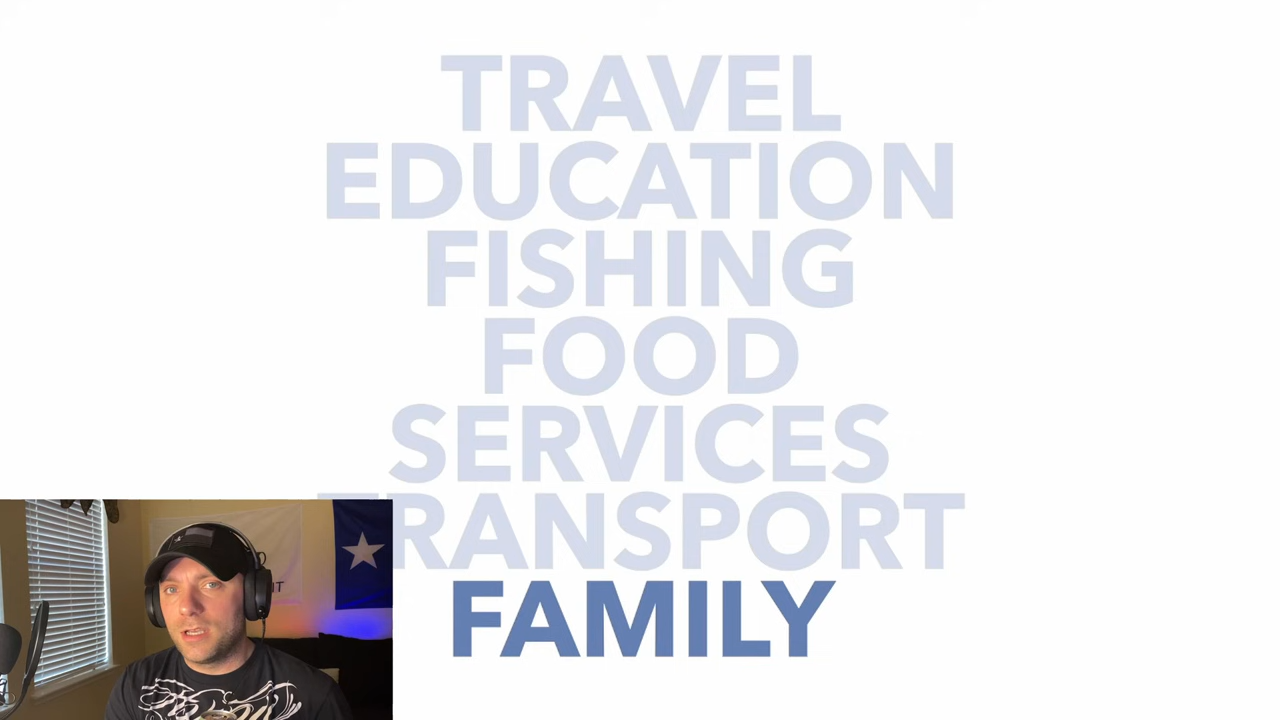 TRAVEL
EDUCATION
FISHING
FOOD
SERVICES
TRANSPORT
FAMILY